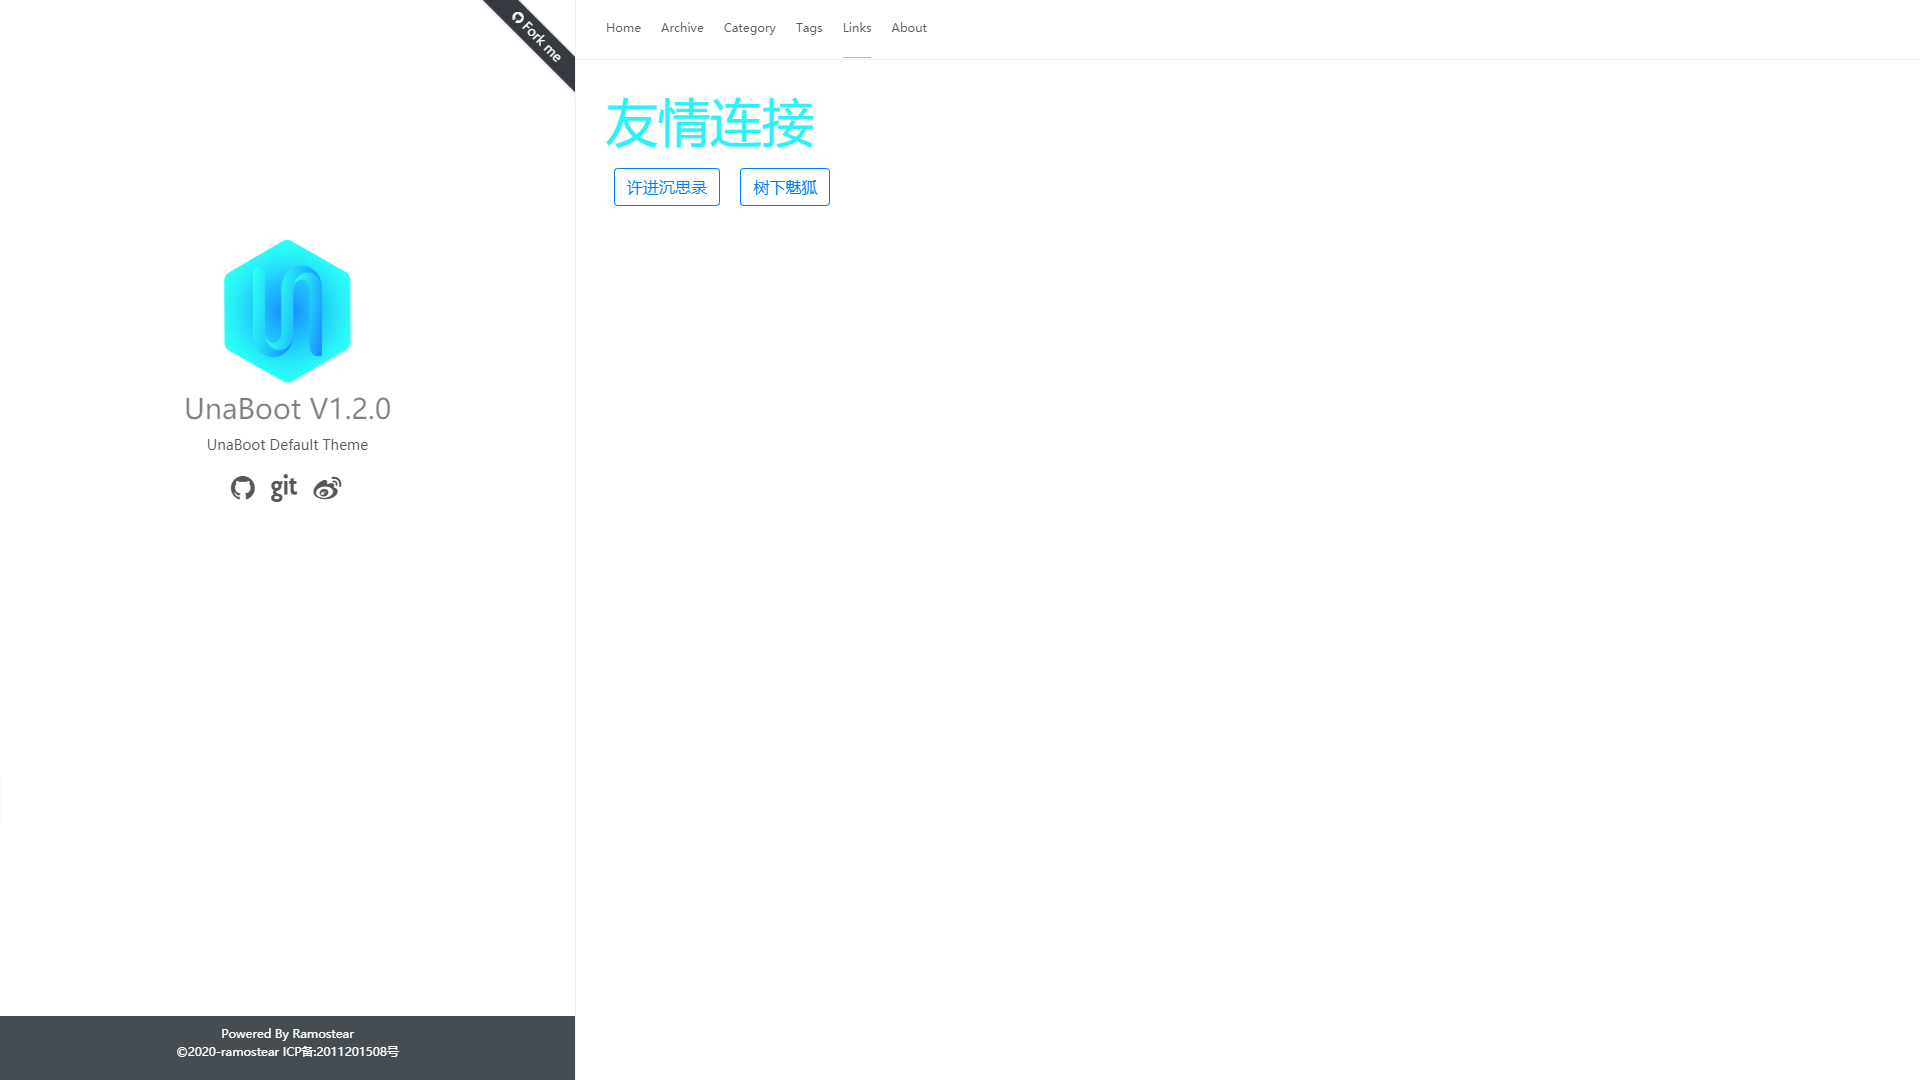 Fork me
UnaBoot V1.2.0
UnaBoot Default Theme
git
Powered By Ramostear
©2020-ramostear ICP备:2011201508号
Home Archive Category Tags Links About
友情连接
许进沉思录 树下魅狐